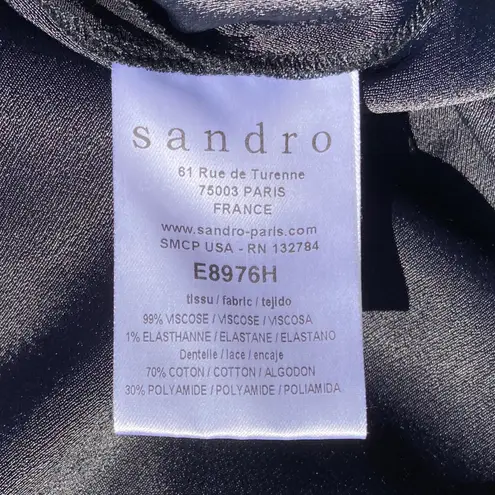 sandro
61 Rue de Turenne
75003 PARIS
FRANCE
www.sandro-paris.com
SMCP USA - RN 132784
E8976H
tissu / fabric / tejido
99% VISCOSE / VISCOSE / VISCOSA
1% ELASTHANNE / ELASTANE / ELASTANO
Dentelle / lace / encaje
70% COTON / COTTON / ALGODON
30% POLYAMIDE / POLYAMIDE / POLIAMIDA